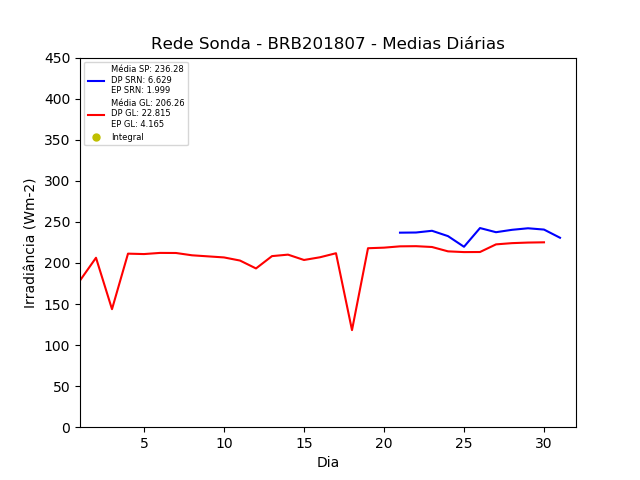 Rede Sonda - BRB201807 - Medias Diárias
450
400
350
300
250
200
150
100
50
0
Irradiância (Wm-2)
Média SP: 236.28
DP SRN: 6.629
EP SRN: 1.999
Média GL: 206.26
DP GL: 22.815
EP GL: 4.165
Integral
5 10 15 20 25 30
Dia